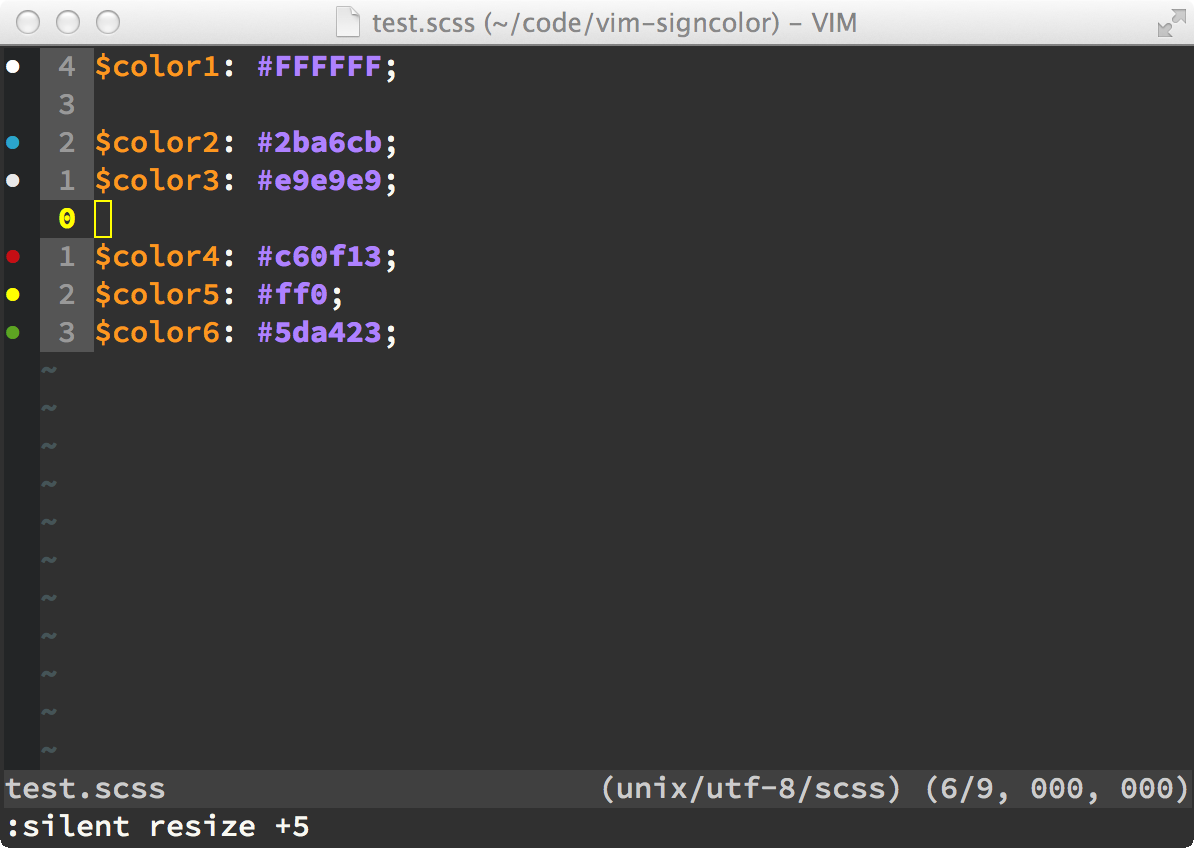 test.scss (~/code/vim-signcolor) – VIM
4 $color1: #FFFFFF;
3
2 $color2: #2ba6cb;
1 $color3: #e9e9e9;
0
1 $color4: #c60f13;
2 $color5: #ff0;
3 $color6: #5da423;
~
~
~
~
~
~
~
~
~
~
~
test.scss (unix/utf-8/scss) (6/9, 000, 000)
:silent resize +5